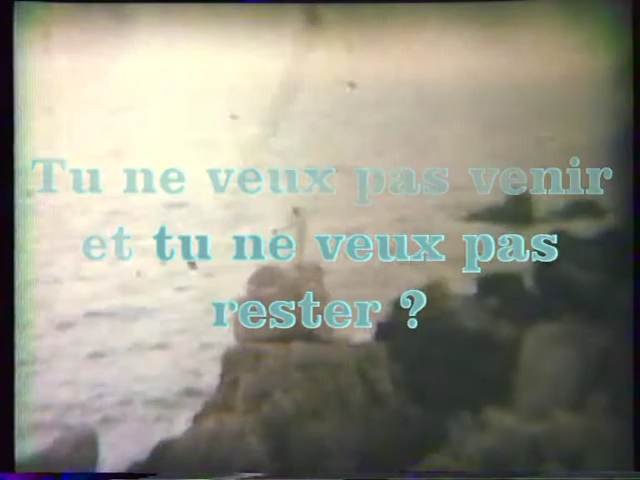 Tu ne veux pas venir
et tu ne veux pas
rester ?